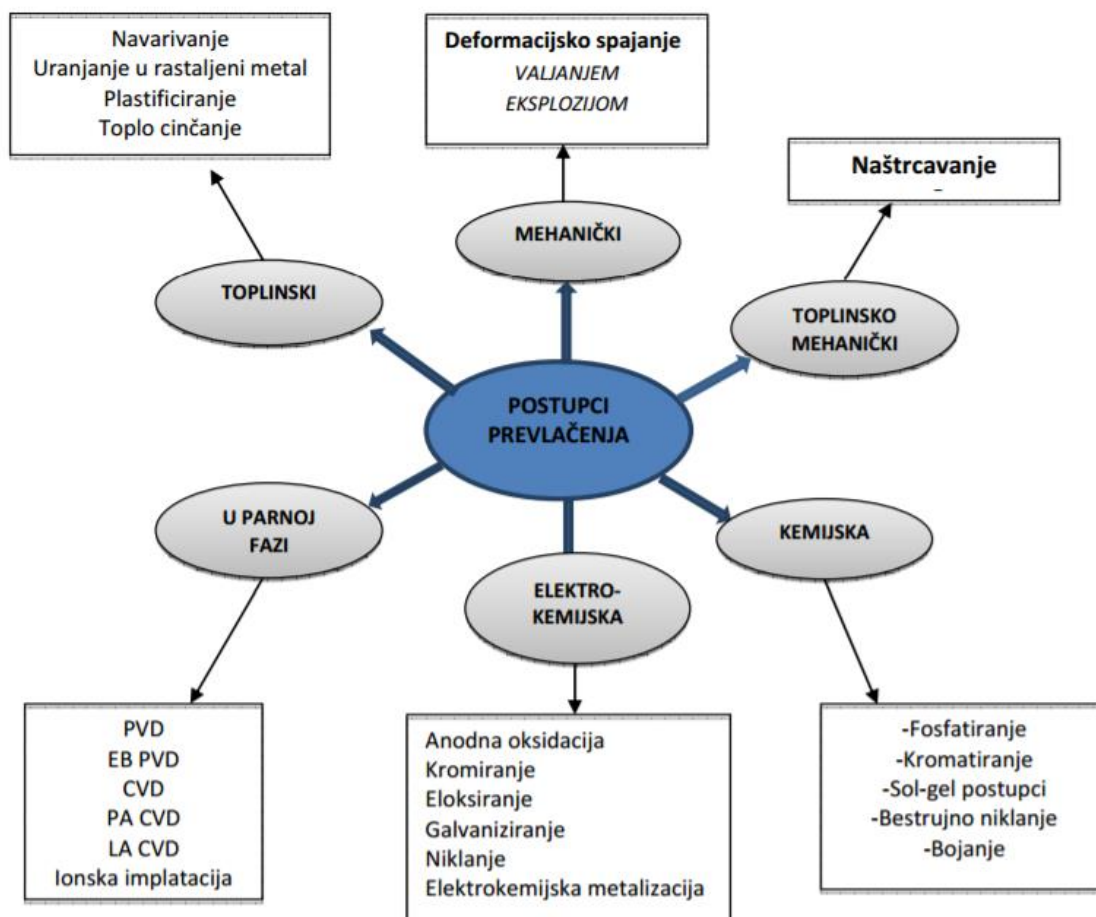 Navarivanje
Uranjanje u rastaljeni metal
Plastificiranje
Toplo cinčanje
Deformacijsko spajanje
VALJANJEM
EKSPLOZIJOM
Naštrcavanje
–
MEHANIČKI
TOPLINSKI
TOPLINSKO
MEHANIČKI
POSTUPCI
PREVLAČENJA
U PARNOJ
FAZI
KEMIJSKA
ELEKTRO-
KEMIJSKA
PVD
EB PVD
CVD
PA CVD
LA CVD
Ionska implatacija
Anodna oksidacija
Kromiranje
Eloksiranje
Galvaniziranje
Niklanje
Elektrokemijska metalizacija
-Fosfatiranje
-Kromatiranje
-Sol-gel postupci
-Bestrujno niklanje
-Bojanje